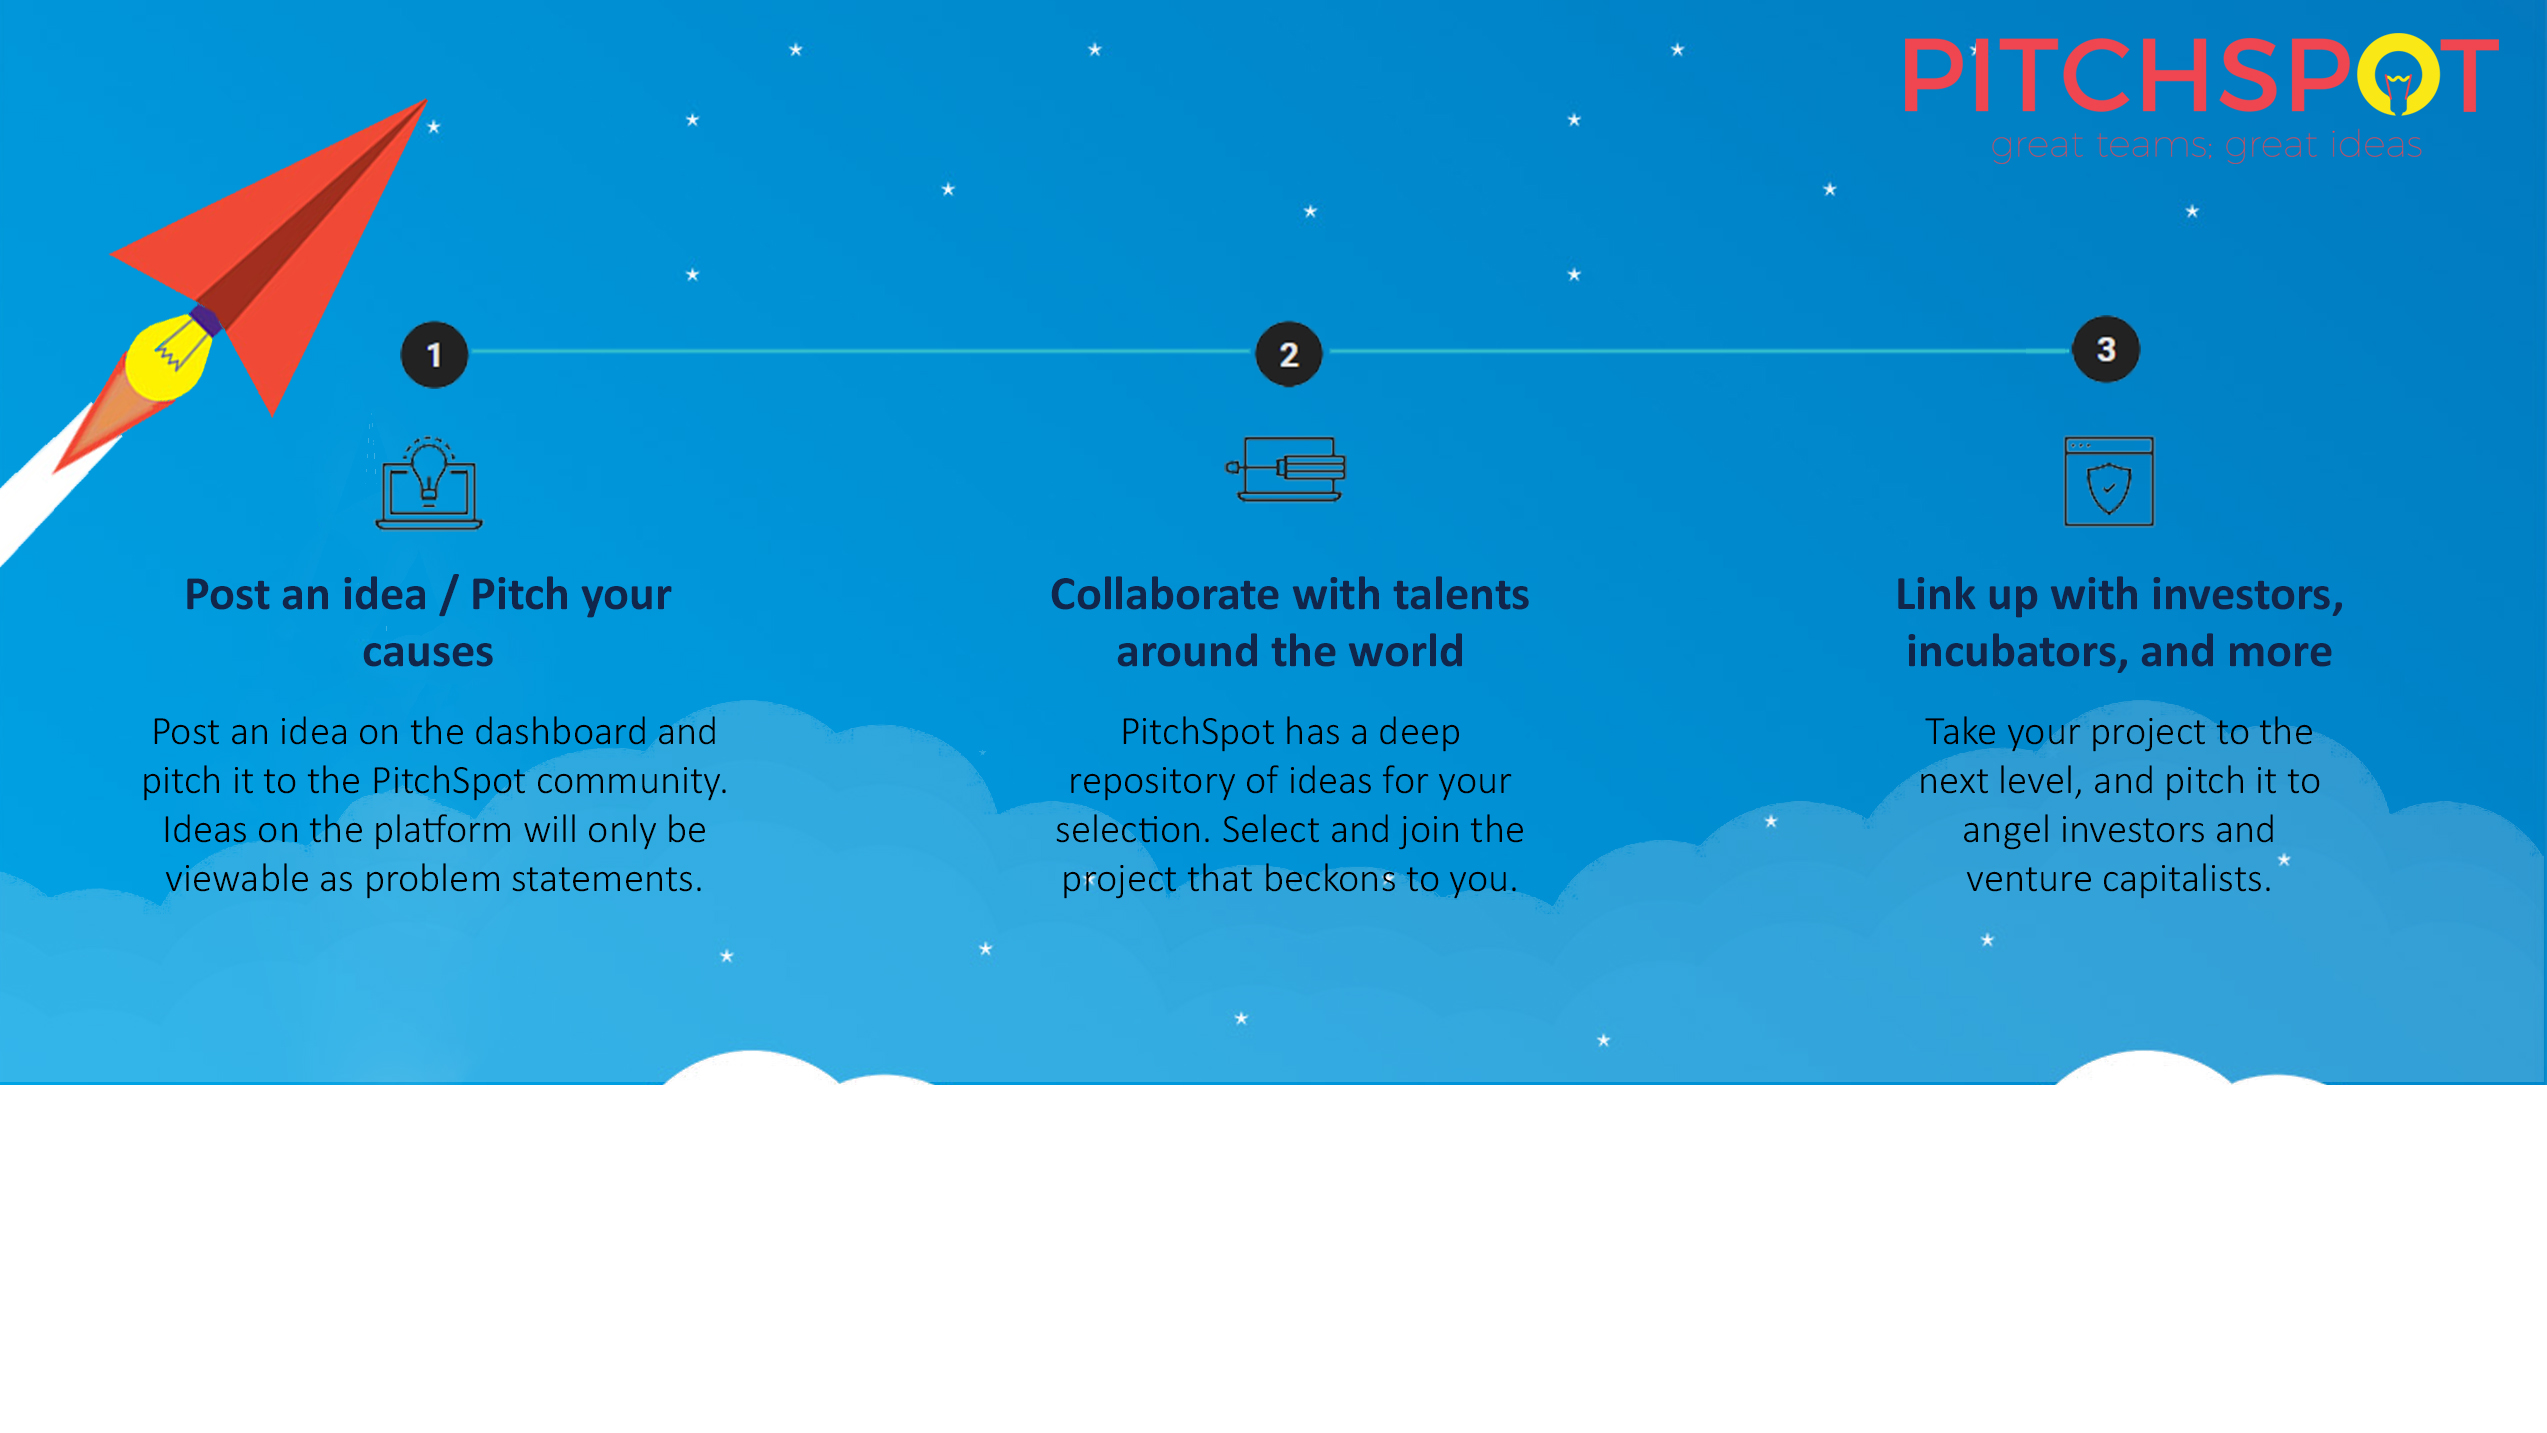 PITCHSPOT
great teams; great ideas
1
2
3
Post an idea / Pitch your
causes
Post an idea on the dashboard and
pitch it to the PitchSpot community.
Ideas on the platform will only be
viewable as problem statements.
Collaborate with talents
around the world
PitchSpot has a deep
repository of ideas for your
selection. Select and join the
project that beckons to you.
Link up with investors,
incubators, and more
Take your project to the
next level, and pitch it to
angel investors and
venture capitalists.